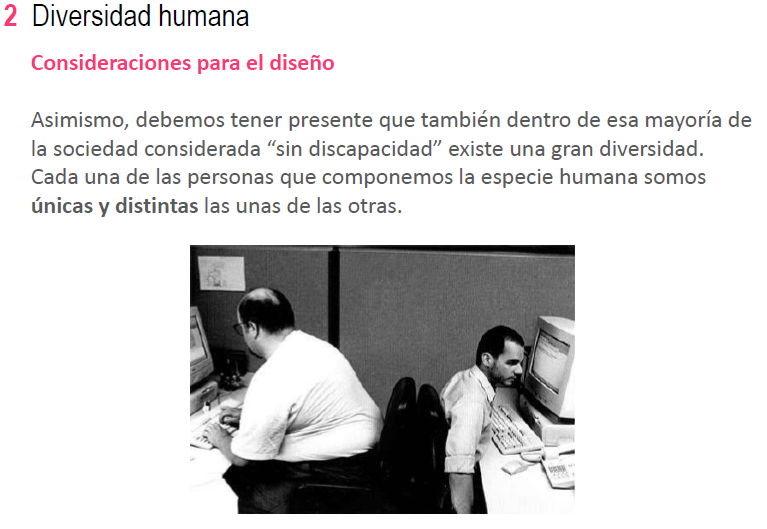 2 Diversidad humana
Consideraciones para el diseño
Asimismo, debemos tener presente que también dentro de esa mayoría de
la sociedad considerada “sin discapacidad” existe una gran diversidad.
Cada una de las personas que componemos la especie humana somos
únicas y distintas las unas de las otras.